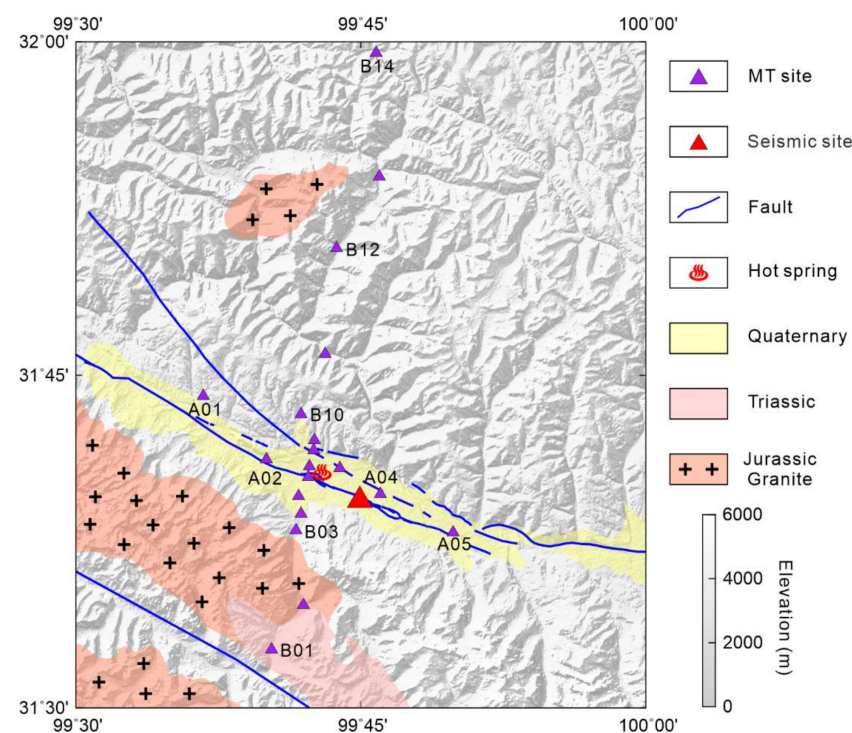 99°30' 99°45' 100°00'
32°00'
B14
B12
31°45'
A01
B10
A02
A04
B03
A05
B01
31°30'
99°30' 99°45' 100°00'
MT site
Seismic site
Fault
Hot spring
Quaternary
Triassic
Jurassic
Granite
6000
4000
2000
0
Elevation (m)